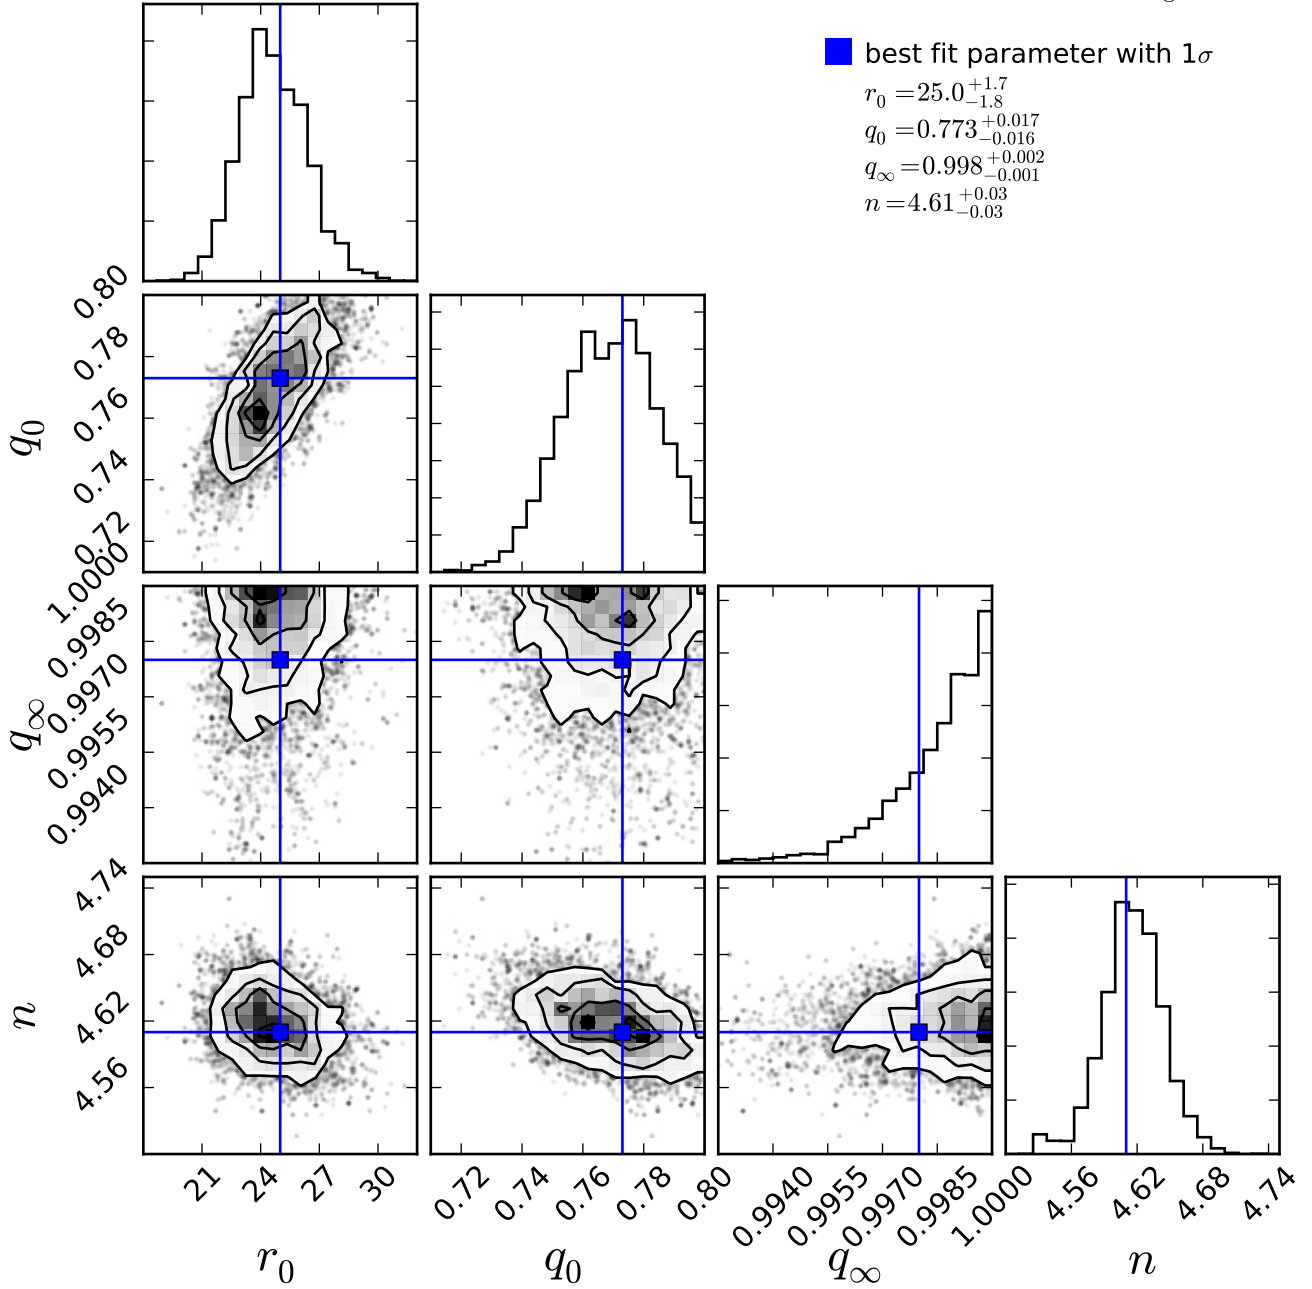 best fit parameter with 1σ
r₀ = 25.0 +1.7 −1.8
q₀ = 0.773 +0.017 −0.016
q∞ = 0.998 +0.002 −0.001
n = 4.61 +0.03 −0.03
0.80
0.78
0.76
0.74
0.72
q₀
1.0000
0.9985
0.9970
0.9955
0.9940
q∞
4.74
4.68
4.62
4.56
n
21 24 27 30
0.72 0.74 0.76 0.78 0.80
0.9940 0.9955 0.9970 0.9985 1.0000
4.56 4.62 4.68 4.74
r₀ q₀ q∞ n